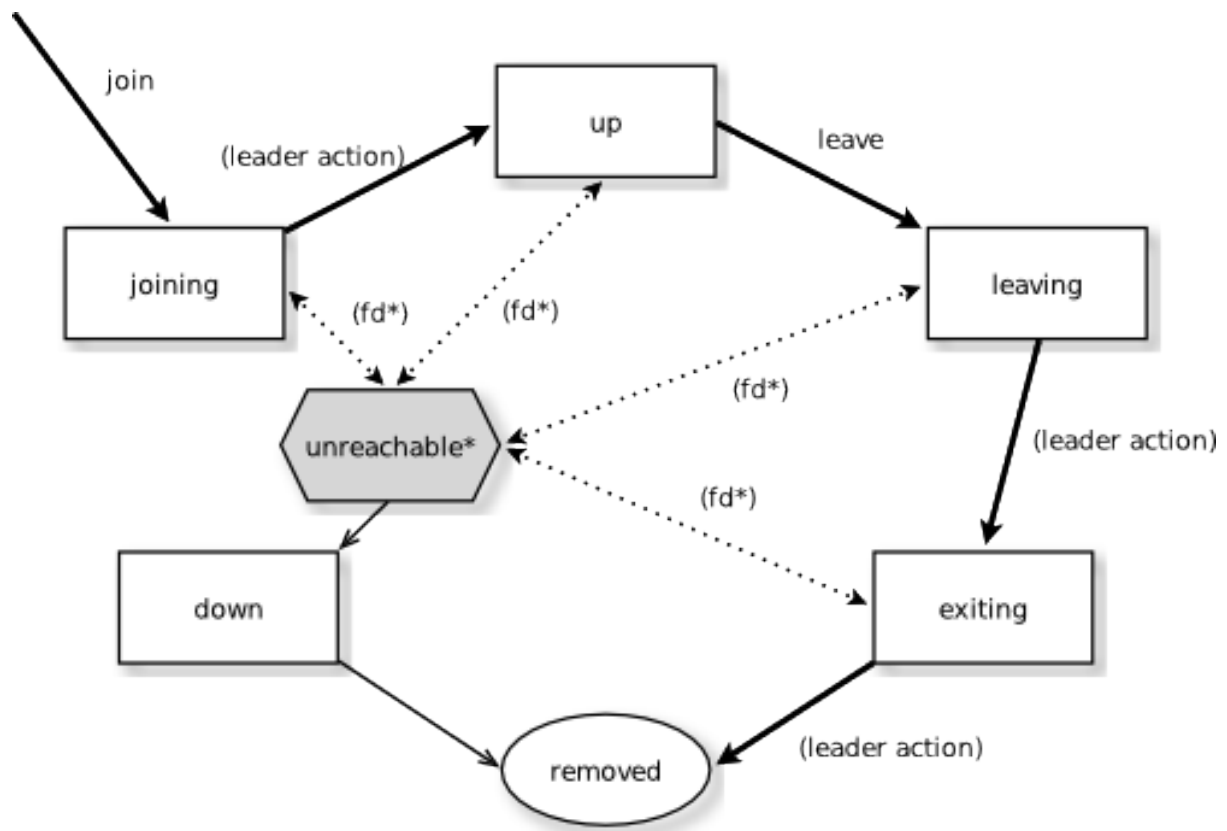 join
up
leave
(leader action)
joining
leaving
(fd*)
(fd*)
(fd*)
unreachable*
(leader action)
(fd*)
down
exiting
(leader action)
removed